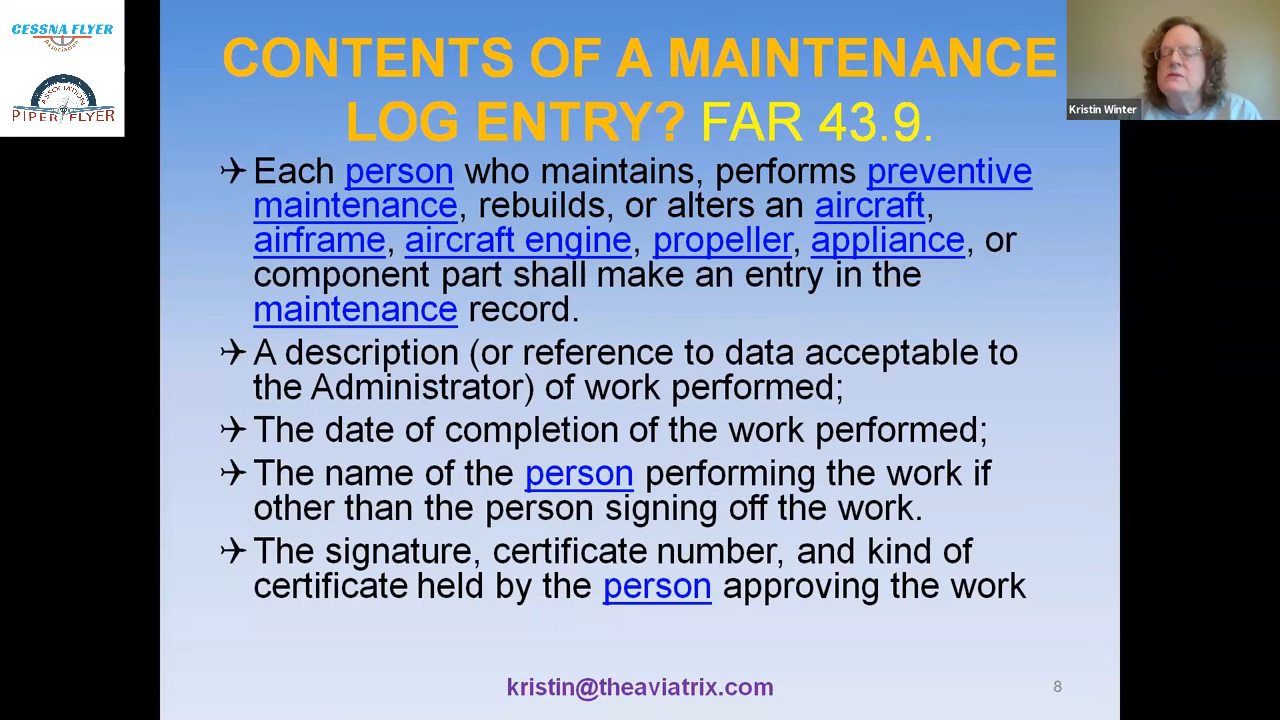 CESSNA FLYER
Association
ASSOCIATION
PIPER FLYER
CONTENTS OF A MAINTENANCE
LOG ENTRY? FAR 43.9.
Kristin Winter
✈Each person who maintains, performs preventive
maintenance, rebuilds, or alters an aircraft,
airframe, aircraft engine, propeller, appliance, or
component part shall make an entry in the
maintenance record.
✈A description (or reference to data acceptable to
the Administrator) of work performed;
✈The date of completion of the work performed;
✈The name of the person performing the work if
other than the person signing off the work.
✈The signature, certificate number, and kind of
certificate held by the person approving the work
kristin@theaviatrix.com
8